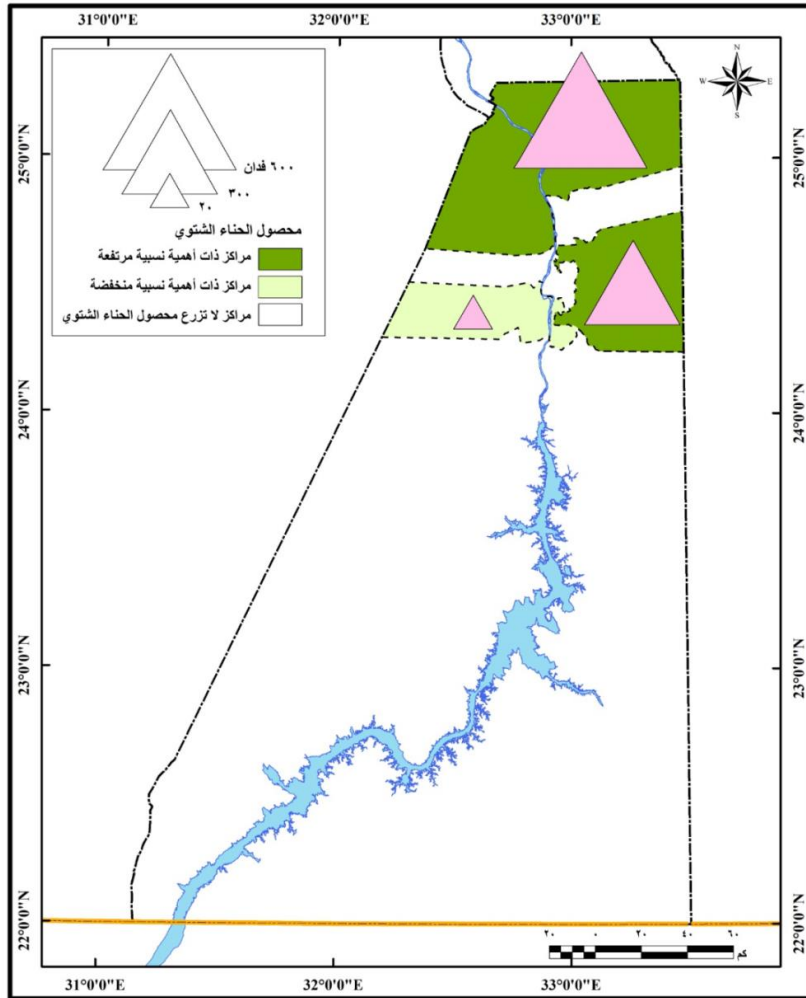 31°0'0"E
32°0'0"E
33°0'0"E
N
W
E
S
٦٠٠ فدان
٣٠٠
٢٠
محصول الحناء الشتوي
مراكز ذات أهمية نسبية مرتفعة
مراكز ذات أهمية نسبية منخفضة
مراكز لا تزرع محصول الحناء الشتوي
25°0'0"N
25°0'0"N
24°0'0"N
24°0'0"N
23°0'0"N
23°0'0"N
22°0'0"N
22°0'0"N
٢٠ ٠ ٢٠ ٤٠ ٦٠
كم
31°0'0"E
32°0'0"E
33°0'0"E